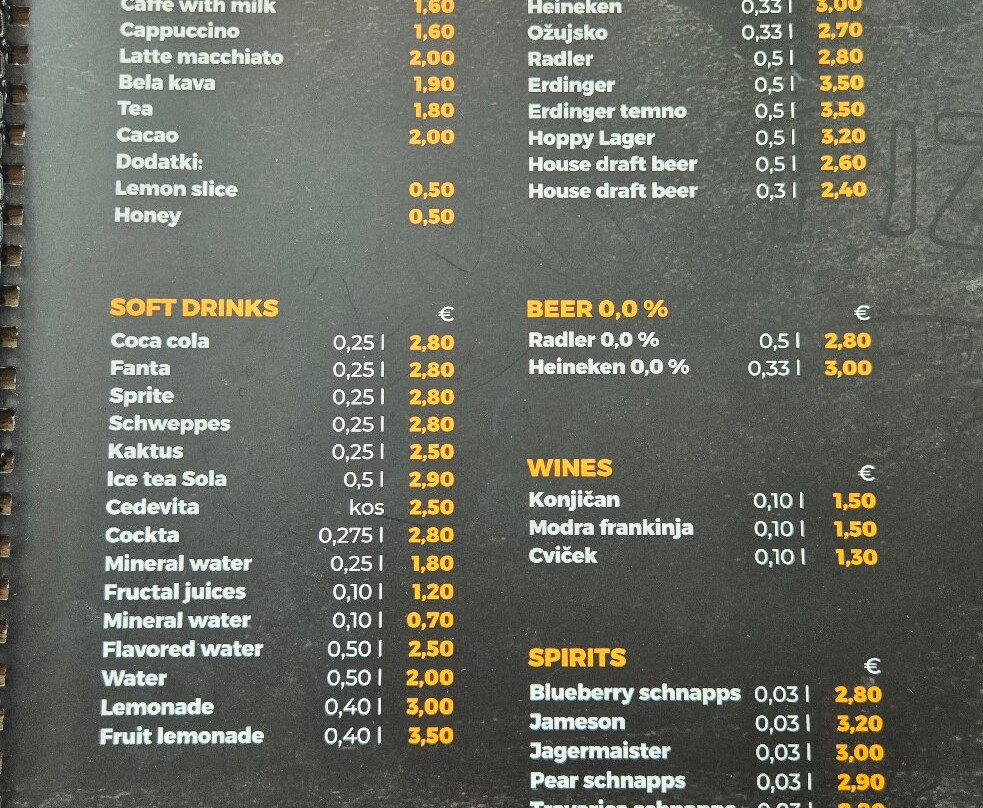 Caffe with milk 1,60
Cappuccino 1,60
Latte macchiato 2,00
Bela kava 1,90
Tea 1,80
Cacao 2,00
Dodatki:
Lemon slice 0,50
Honey 0,50
SOFT DRINKS €
Coca cola 0,25 l 2,80
Fanta 0,25 l 2,80
Sprite 0,25 l 2,80
Schweppes 0,25 l 2,80
Kaktus 0,25 l 2,50
Ice tea Sola 0,5 l 2,90
Cedevita kos 2,50
Cockta 0,275 l 2,80
Mineral water 0,25 l 1,80
Fructal juices 0,10 l 1,20
Mineral water 0,10 l 0,70
Flavored water 0,50 l 2,50
Water 0,50 l 2,00
Lemonade 0,40 l 3,00
Fruit lemonade 0,40 l 3,50
Heineken 0,33 l 3,00
Ožujsko 0,33 l 2,70
Radler 0,5 l 2,80
Erdinger 0,5 l 3,50
Erdinger temno 0,5 l 3,50
Hoppy Lager 0,5 l 3,20
House draft beer 0,5 l 2,60
House draft beer 0,3 l 2,40
BEER 0,0 % €
Radler 0,0 % 0,5 l 2,80
Heineken 0,0 % 0,33 l 3,00
WINES €
Konjičan 0,10 l 1,50
Modra frankinja 0,10 l 1,50
Cviček 0,10 l 1,30
SPIRITS €
Blueberry schnapps 0,03 l 2,80
Jameson 0,03 l 3,20
Jagermaister 0,03 l 3,00
Pear schnapps 0,03 l 2,90